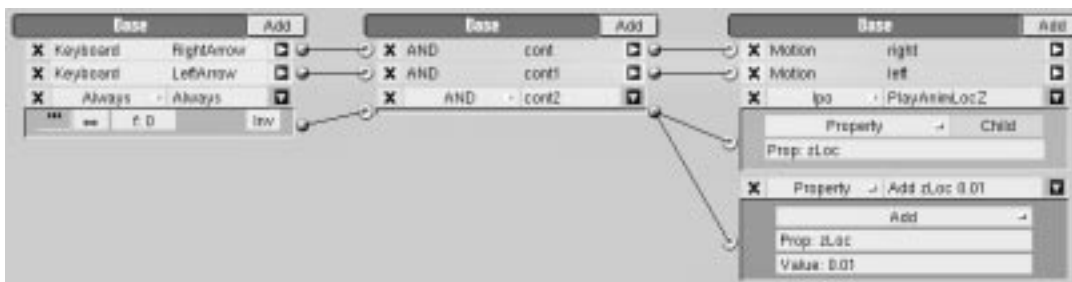 Base Add Base Add Base Add
X Keyboard RightArrow X AND cont X Motion right
X Keyboard LeftArrow X AND cont1 X Motion left
X Always Always X AND cont2 X Ipo PlayAnimLocZ
f: 0 Inv
Property Child
Prop: zLoc
X Property Add zLoc 0.01
Add
Prop: zLoc
Value: 0.01